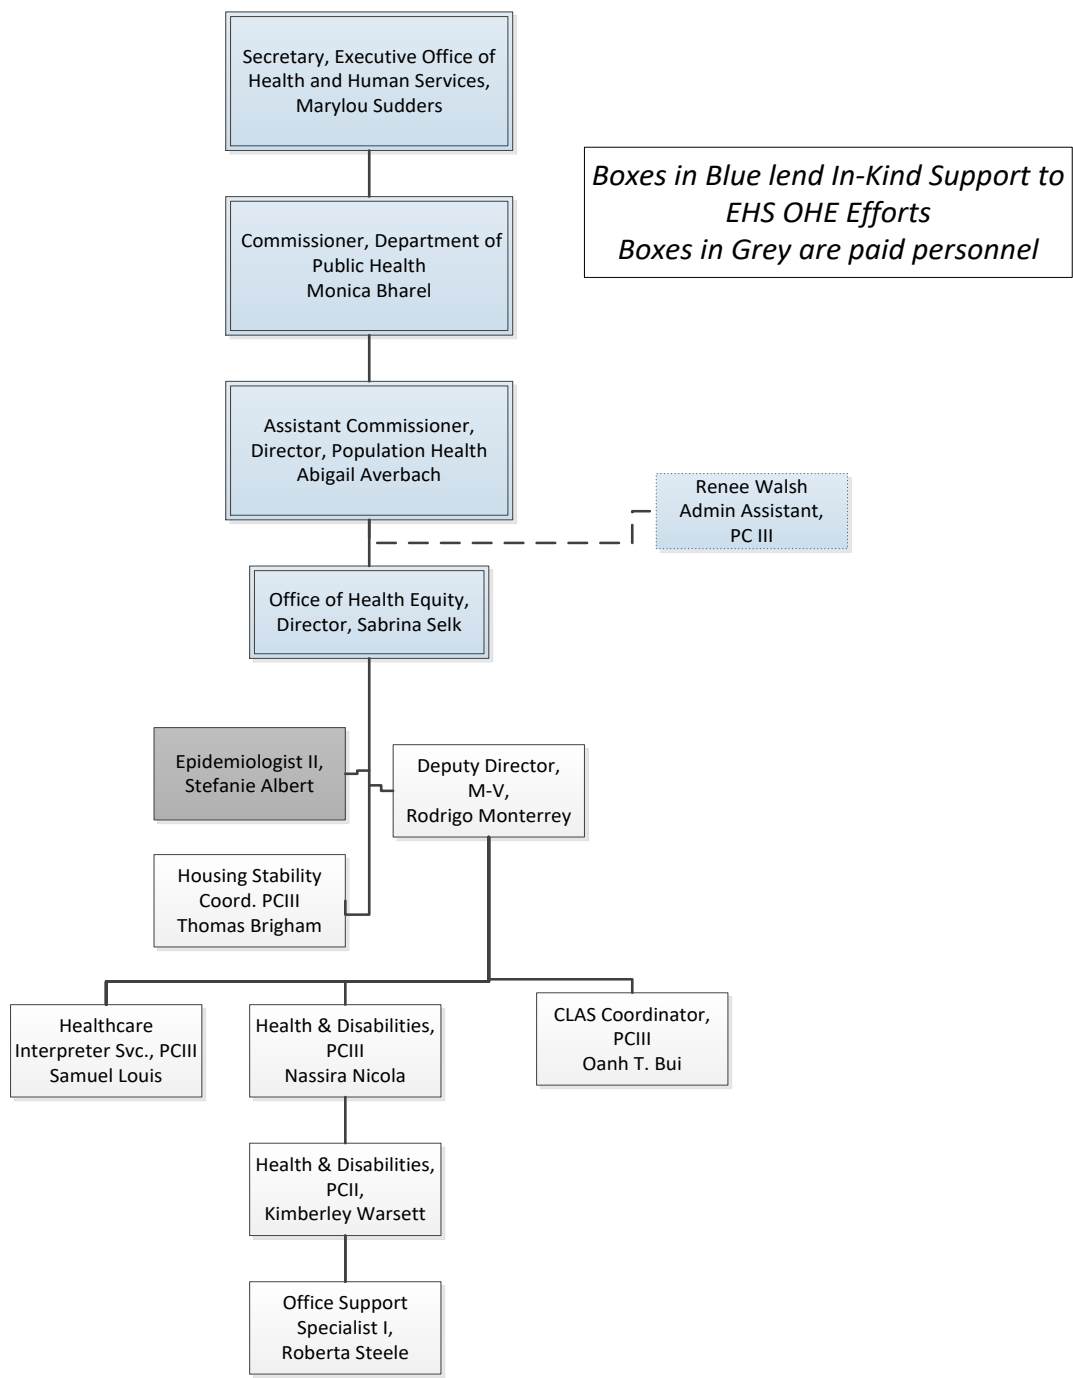 Secretary, Executive Office of
Health and Human Services,
Marylou Sudders
Boxes in Blue lend In-Kind Support to
EHS OHE Efforts
Boxes in Grey are paid personnel
Commissioner, Department of
Public Health
Monica Bharel
Assistant Commissioner,
Director, Population Health
Abigail Averbach
Renee Walsh
Admin Assistant,
PC III
Office of Health Equity,
Director, Sabrina Selk
Epidemiologist II,
Stefanie Albert
Deputy Director,
M-V,
Rodrigo Monterrey
Housing Stability
Coord. PCIII
Thomas Brigham
Healthcare
Interpreter Svc., PCIII
Samuel Louis
Health & Disabilities,
PCIII
Nassira Nicola
CLAS Coordinator,
PCIII
Oanh T. Bui
Health & Disabilities,
PCII,
Kimberley Warsett
Office Support
Specialist I,
Roberta Steele